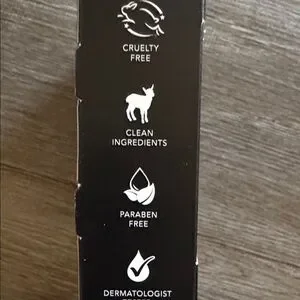 CRUELTY
FREE
CLEAN
INGREDIENTS
PARABEN
FREE
DERMATOLOGIST